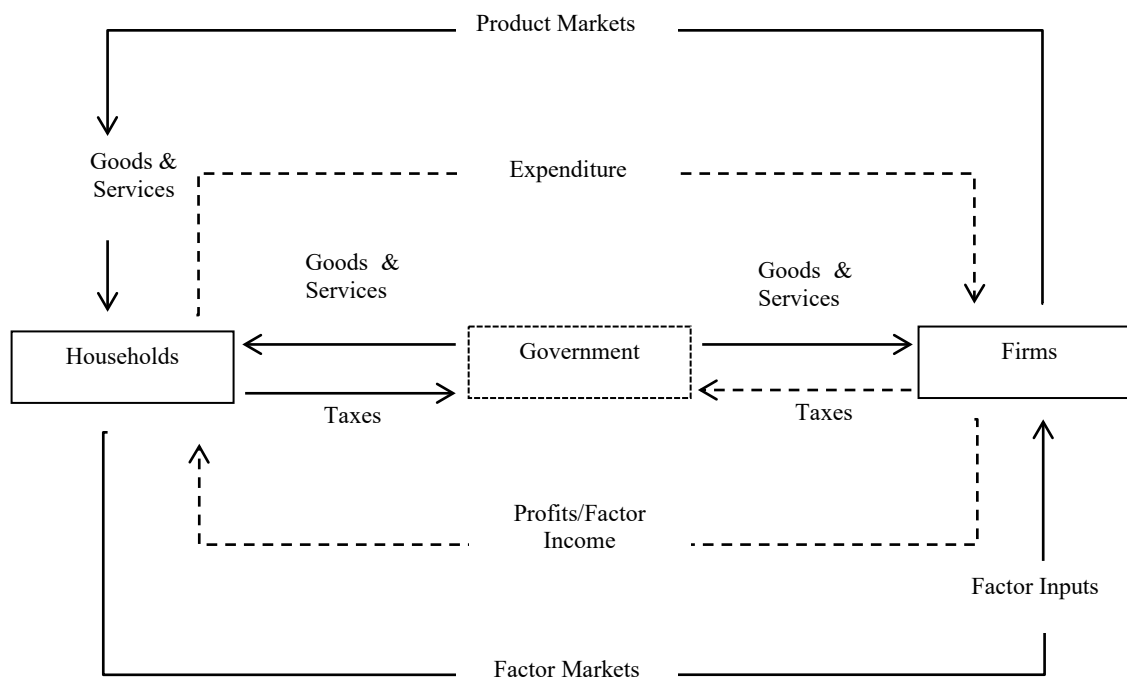 Product Markets
Goods &
Services
Expenditure
Goods &
Services
Goods &
Services
Households
Government
Firms
Taxes
Taxes
Profits/Factor
Income
Factor Inputs
Factor Markets